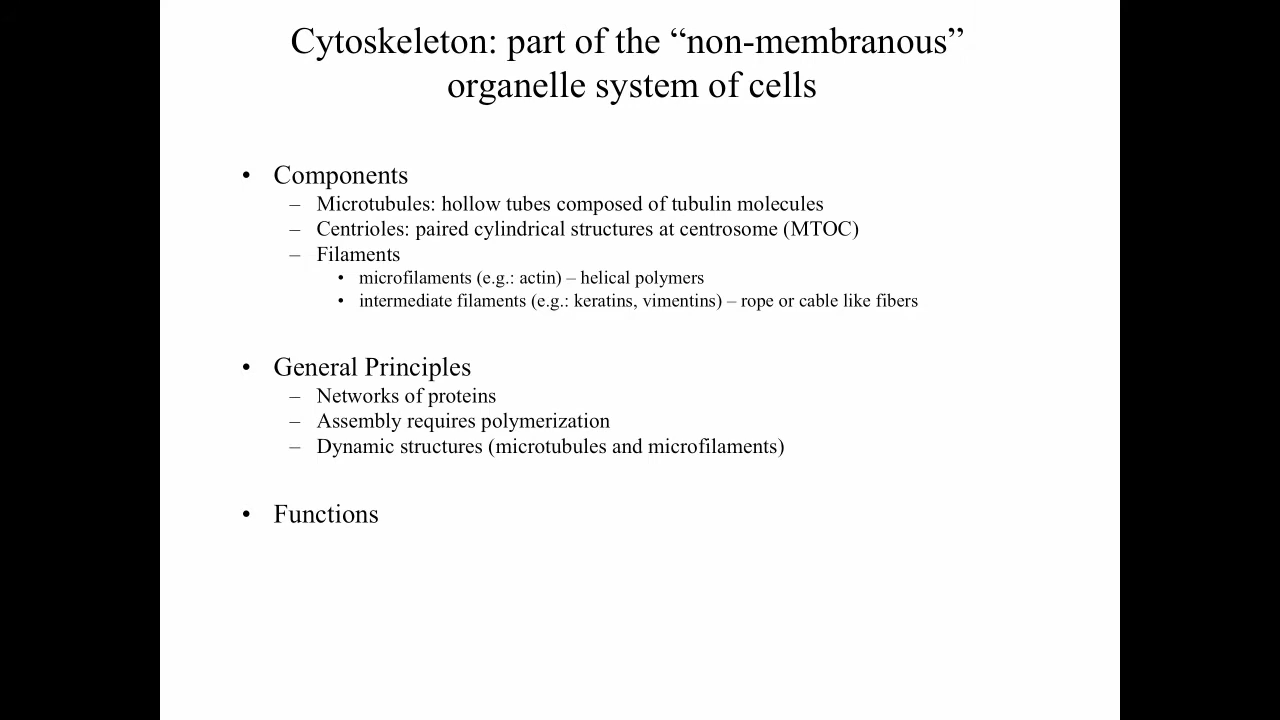 Cytoskeleton: part of the “non-membranous”
organelle system of cells
• Components
– Microtubules: hollow tubes composed of tubulin molecules
– Centrioles: paired cylindrical structures at centrosome (MTOC)
– Filaments
• microfilaments (e.g.: actin) – helical polymers
• intermediate filaments (e.g.: keratins, vimentins) – rope or cable like fibers
• General Principles
– Networks of proteins
– Assembly requires polymerization
– Dynamic structures (microtubules and microfilaments)
• Functions